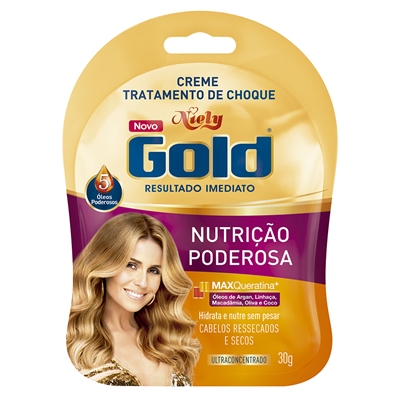 CREME
TRATAMENTO DE CHOQUE
Novo
Niely
Gold
RESULTADO IMEDIATO
5
Óleos
Poderosos
NUTRIÇÃO
PODEROSA
MAXQueratina+
Óleos de Argan, Linhaça,
Macadâmia, Oliva e Coco
Hidrata e nutre sem pesar
CABELOS RESSECADOS
E SECOS
ULTRACONCENTRADO
30g